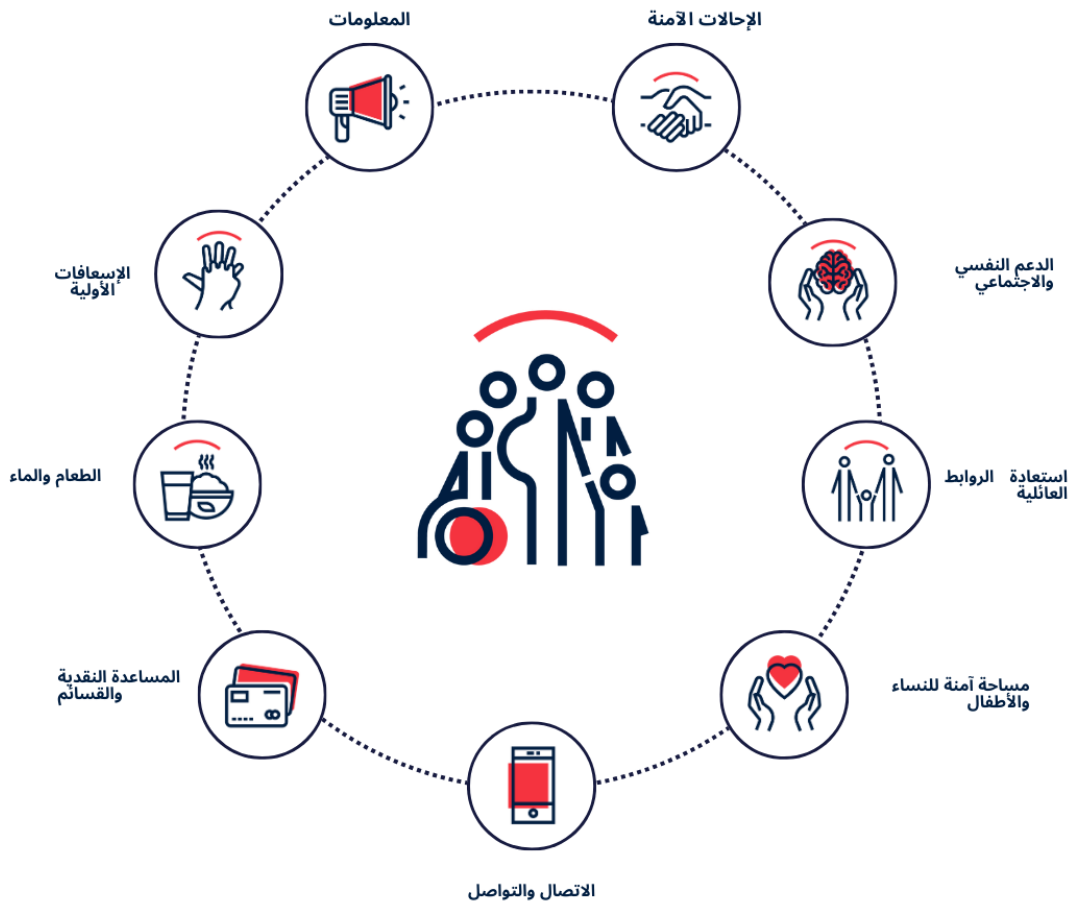 الإحالات الآمنة
المعلومات
الدعم النفسي
والاجتماعي
الإسعافات
الأولية
استعادة الروابط
العائلية
الطعام والماء
مساحة آمنة للنساء
والأطفال
المساعدة النقدية
والقسائم
الاتصال والتواصل